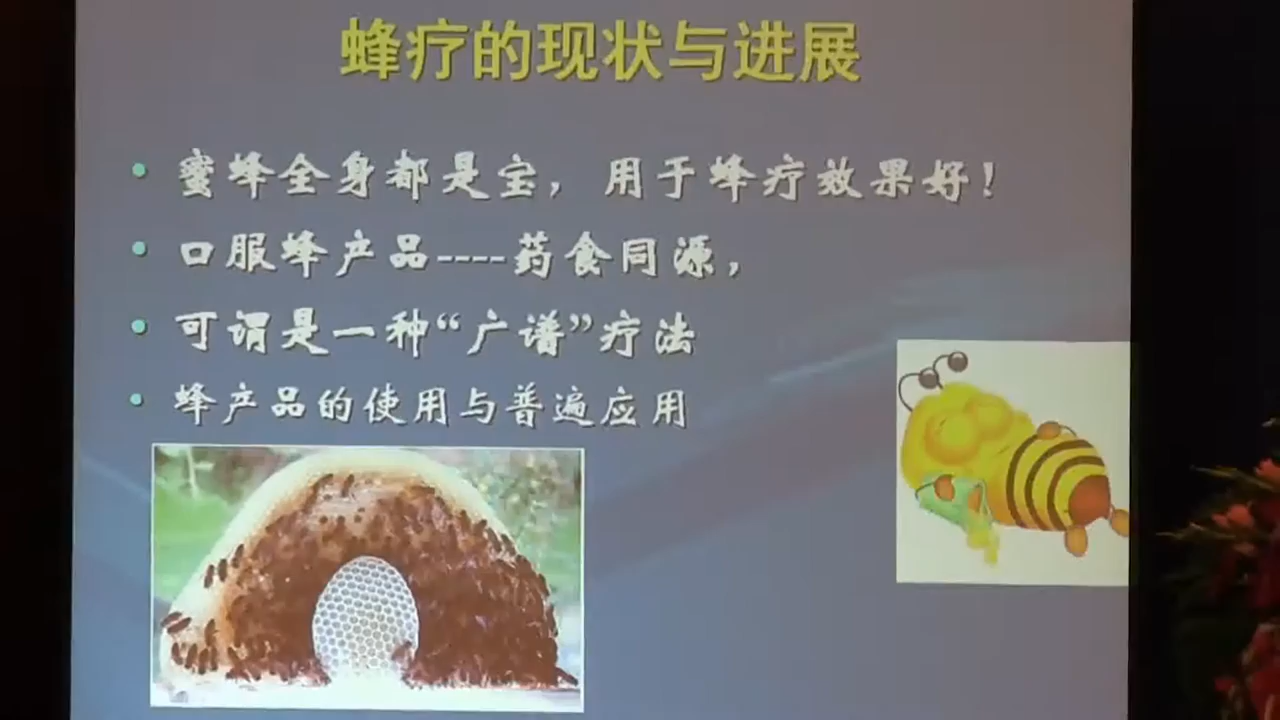 蜂疗的现状与进展
蜜蜂全身都是宝，用于蜂疗效果好！
口服蜂产品----药食同源，
可谓是一种“广谱”疗法
蜂产品的使用与普遍应用